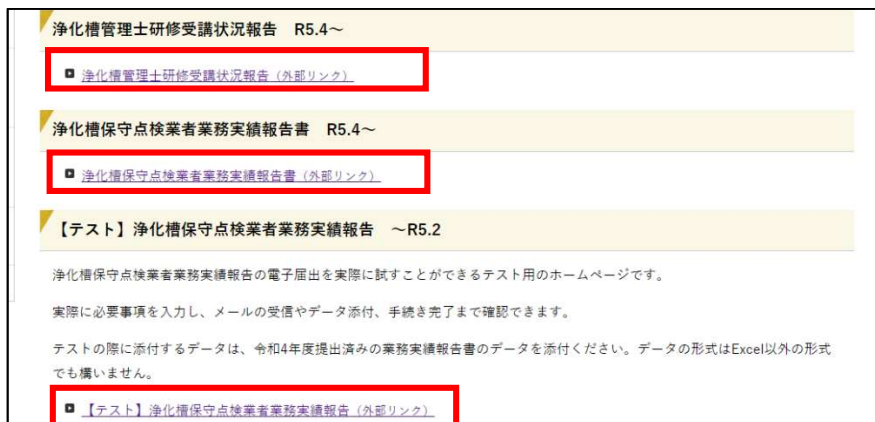 浄化槽管理士研修受講状況報告　R5.4～
浄化槽管理士研修受講状況報告（外部リンク）
浄化槽保守点検業者業務実績報告書　R5.4～
浄化槽保守点検業者業務実績報告書（外部リンク）
【テスト】浄化槽保守点検業者業務実績報告　～R5.2
浄化槽保守点検業者業務実績報告の電子届出を実際に試すことができるテスト用のホームページです。
実際に必要事項を入力し、メールの受信やデータ添付、手続き完了まで確認できます。
テストの際に添付するデータは、令和4年度提出済みの業務実績報告書のデータを添付ください。データの形式はExcel以外の形式
でも構いません。
【テスト】浄化槽保守点検業者業務実績報告（外部リンク）